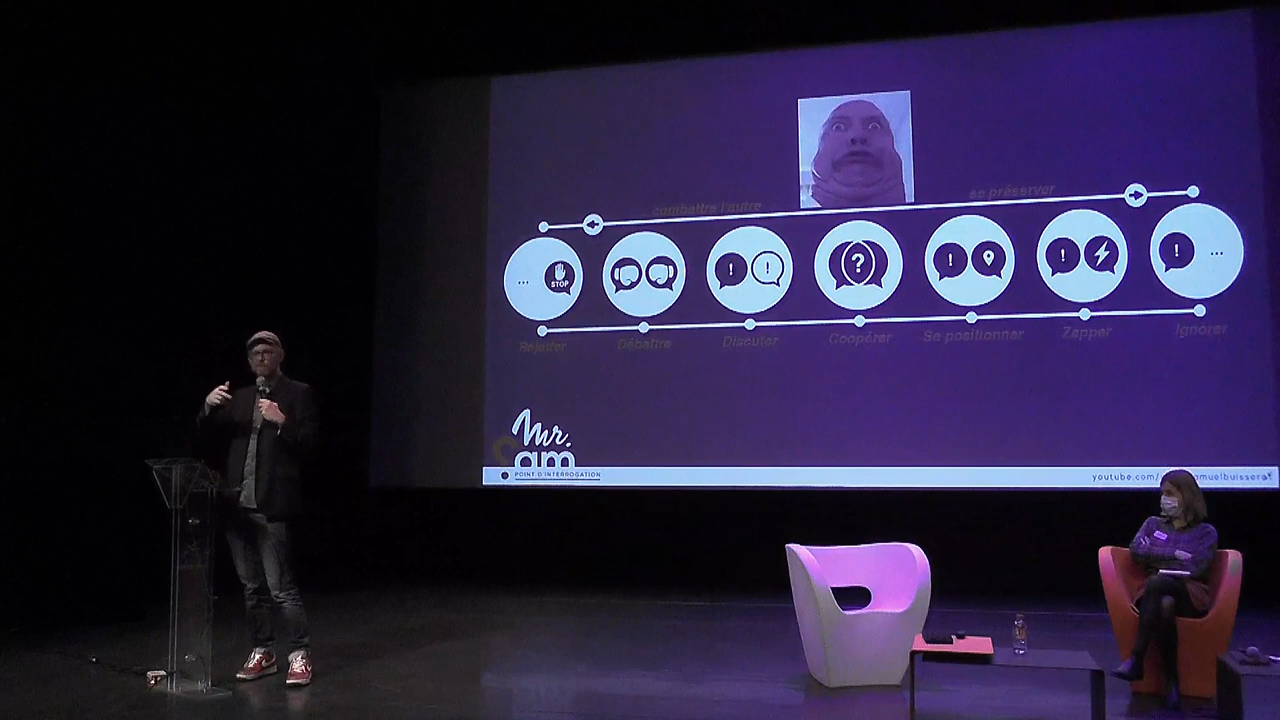 combattre l'autre
se préserver
...
STOP
!
!
?
!
!
!
...
Rejeter
Débattre
Discuter
Coopérer
Se positionner
Zapper
Ignorer
Mr.
am
POINT D'INTERROGATION
youtube.com/ muelbuisseret